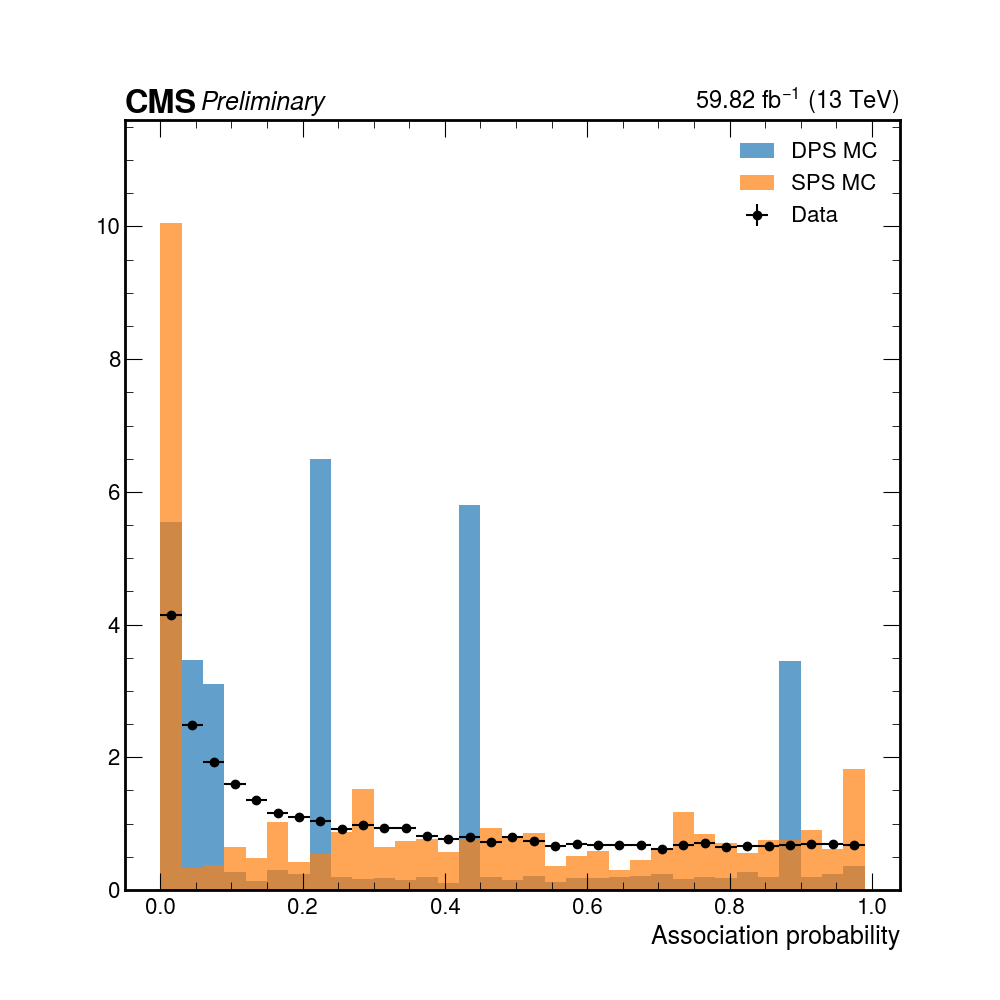 CMS Preliminary 59.82 fb⁻¹ (13 TeV)
DPS MC
SPS MC
Data
10
8
6
4
2
0
0.0 0.2 0.4 0.6 0.8 1.0
Association probability